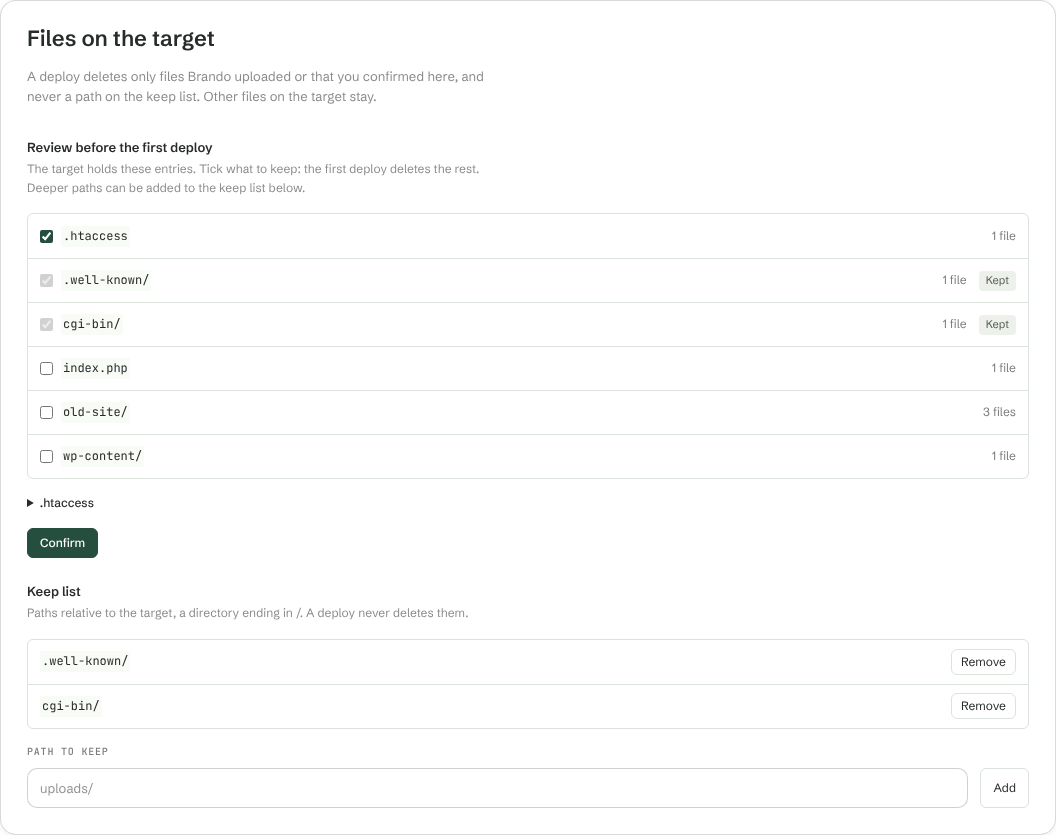 Files on the target
A deploy deletes only files Brando uploaded or that you confirmed here, and
never a path on the keep list. Other files on the target stay.
Review before the first deploy
The target holds these entries. Tick what to keep: the first deploy deletes the rest.
Deeper paths can be added to the keep list below.
.htaccess 1 file
.well-known/ 1 file Kept
cgi-bin/ 1 file Kept
index.php 1 file
old-site/ 3 files
wp-content/ 1 file
.htaccess
Confirm
Keep list
Paths relative to the target, a directory ending in /. A deploy never deletes them.
.well-known/ Remove
cgi-bin/ Remove
PATH TO KEEP
uploads/ Add